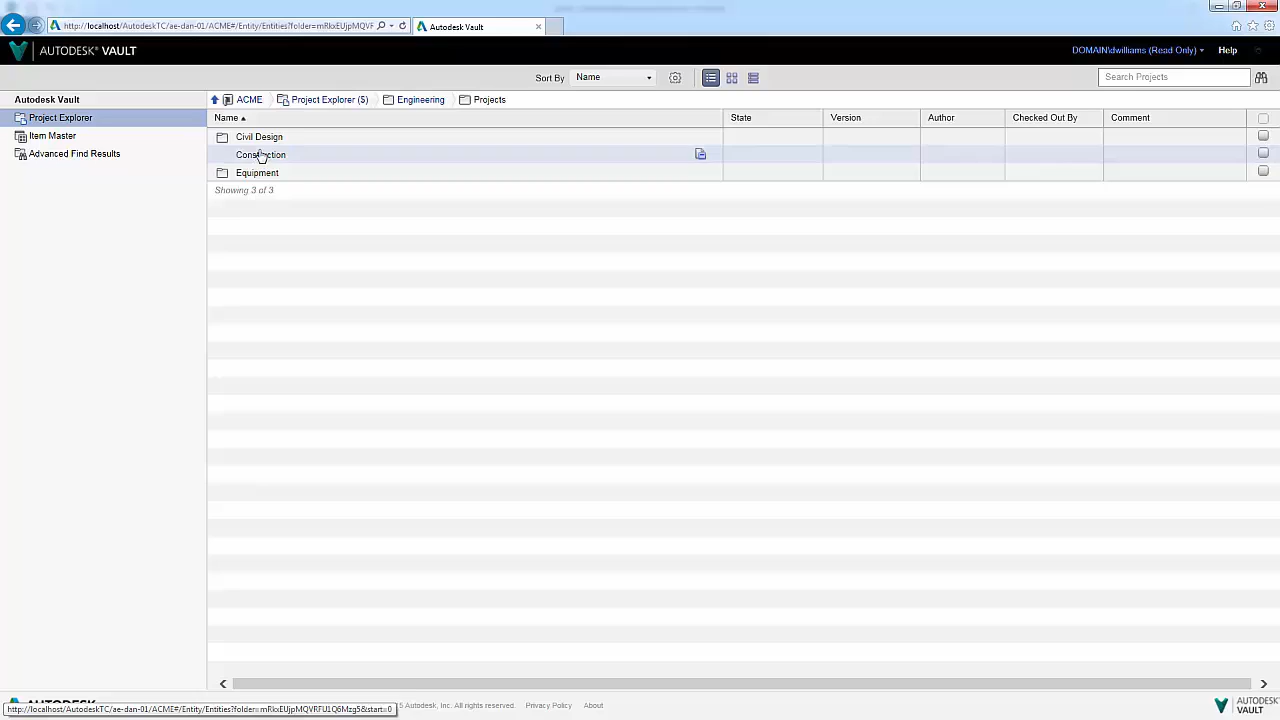 http://localhost/AutodeskTC/ae-dan-01/ACME#/Entity/Entities?folder=mRkxEUjpMQVF
Autodesk Vault
AUTODESK® VAULT
DOMAIN\dwilliams (Read Only)
Help
Sort By
Name
Search Projects
Autodesk Vault
Project Explorer
Item Master
Advanced Find Results
ACME
Project Explorer ($)
Engineering
Projects
Name
State
Version
Author
Checked Out By
Comment
Civil Design
Construction
Equipment
Showing 3 of 3
5 Autodesk, Inc. All rights reserved.
Privacy Policy
About
http://localhost/AutodeskTC/ae-dan-01/ACME#/Entity/Entities?folder=mRkxEUjpMQVRFU1Q6Mzg5&start=0
AUTODESK®
VAULT